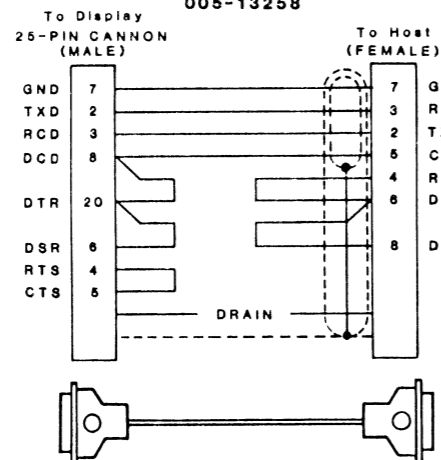 005-13258
To Display
25-PIN CANNON
(MALE)
To Host
(FEMALE)
GND 7 7 G
TXD 2 3 R
RCD 3 2 T
DCD 8 5 C
4 R
DTR 20 6 D
DSR 6 8 D
RTS 4
CTS 5
DRAIN